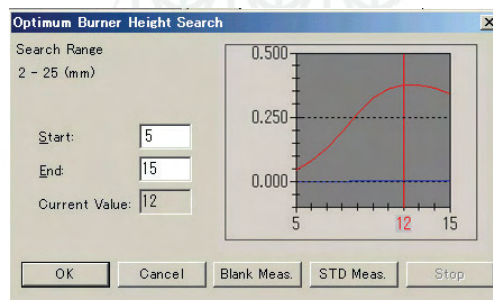 Optimum Burner Height Search
Search Range
2 - 25 (mm)
Start: 5
End: 15
Current Value: 12
0.500
0.250
0.000
5 12 15
OK Cancel Blank Meas. STD Meas. Stop